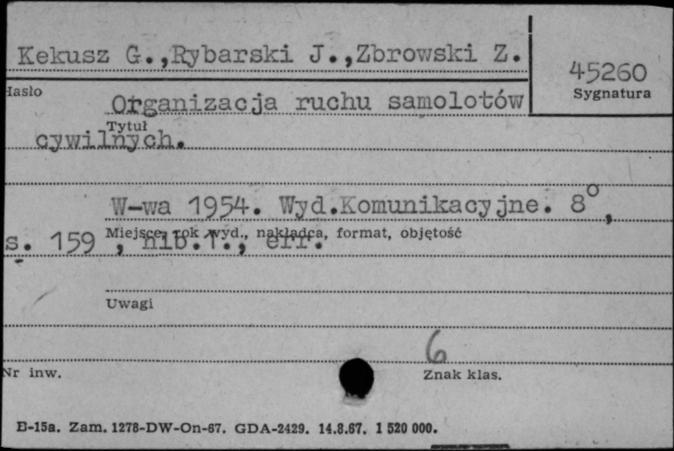 Kekusz G.,Rybarski J.,Zbrowski Z.
45260
Hasło
Sygnatura
Organizacja ruchu samolotów
Tytuł
cywilnych.
W-wa 1954. Wyd.Komunikacyjne. 8°,
Miejsce, rok wyd., nakładca, format, objętość
s. 159, nlb.1., err.
Uwagi
6
Nr inw.
Znak klas.
B-15a. Zam. 1278-DW-On-67. GDA-2429. 14.8.67. 1 520 000.